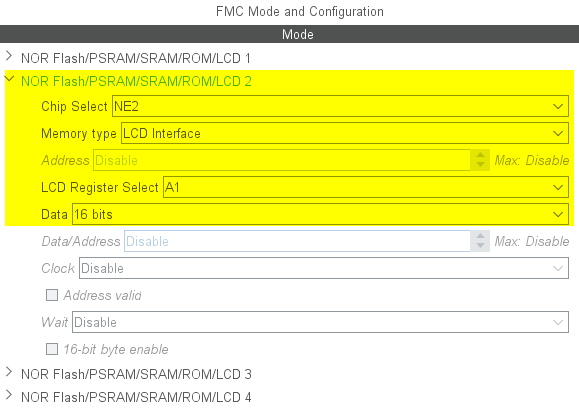 FMC Mode and Configuration
Mode
NOR Flash/PSRAM/SRAM/ROM/LCD 1
NOR Flash/PSRAM/SRAM/ROM/LCD 2
Chip Select NE2
Memory type LCD Interface
Address Disable Max: Disable
LCD Register Select A1
Data 16 bits
Data/Address Disable Max: Disable
Clock Disable
Address valid
Wait Disable
16-bit byte enable
NOR Flash/PSRAM/SRAM/ROM/LCD 3
NOR Flash/PSRAM/SRAM/ROM/LCD 4